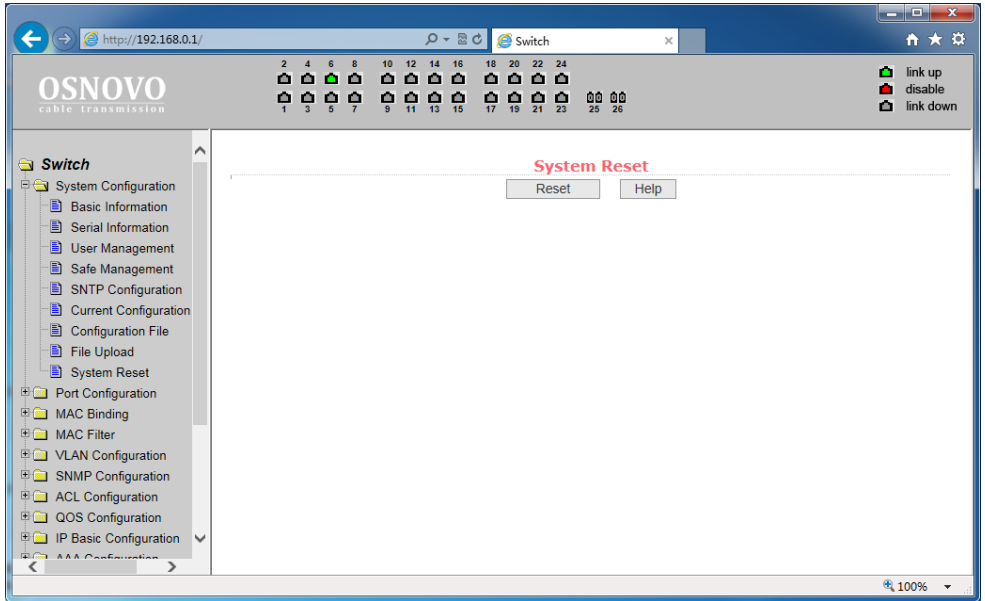 http://192.168.0.1/
Switch
OSNOVO
cable transmission
2 4 6 8 10 12 14 16 18 20 22 24
1 3 5 7 9 11 13 15 17 19 21 23 25 26
link up
disable
link down
Switch
System Configuration
Basic Information
Serial Information
User Management
Safe Management
SNTP Configuration
Current Configuration
Configuration File
File Upload
System Reset
Port Configuration
MAC Binding
MAC Filter
VLAN Configuration
SNMP Configuration
ACL Configuration
QOS Configuration
IP Basic Configuration
AAA Configuration
System Reset
Reset Help
100%